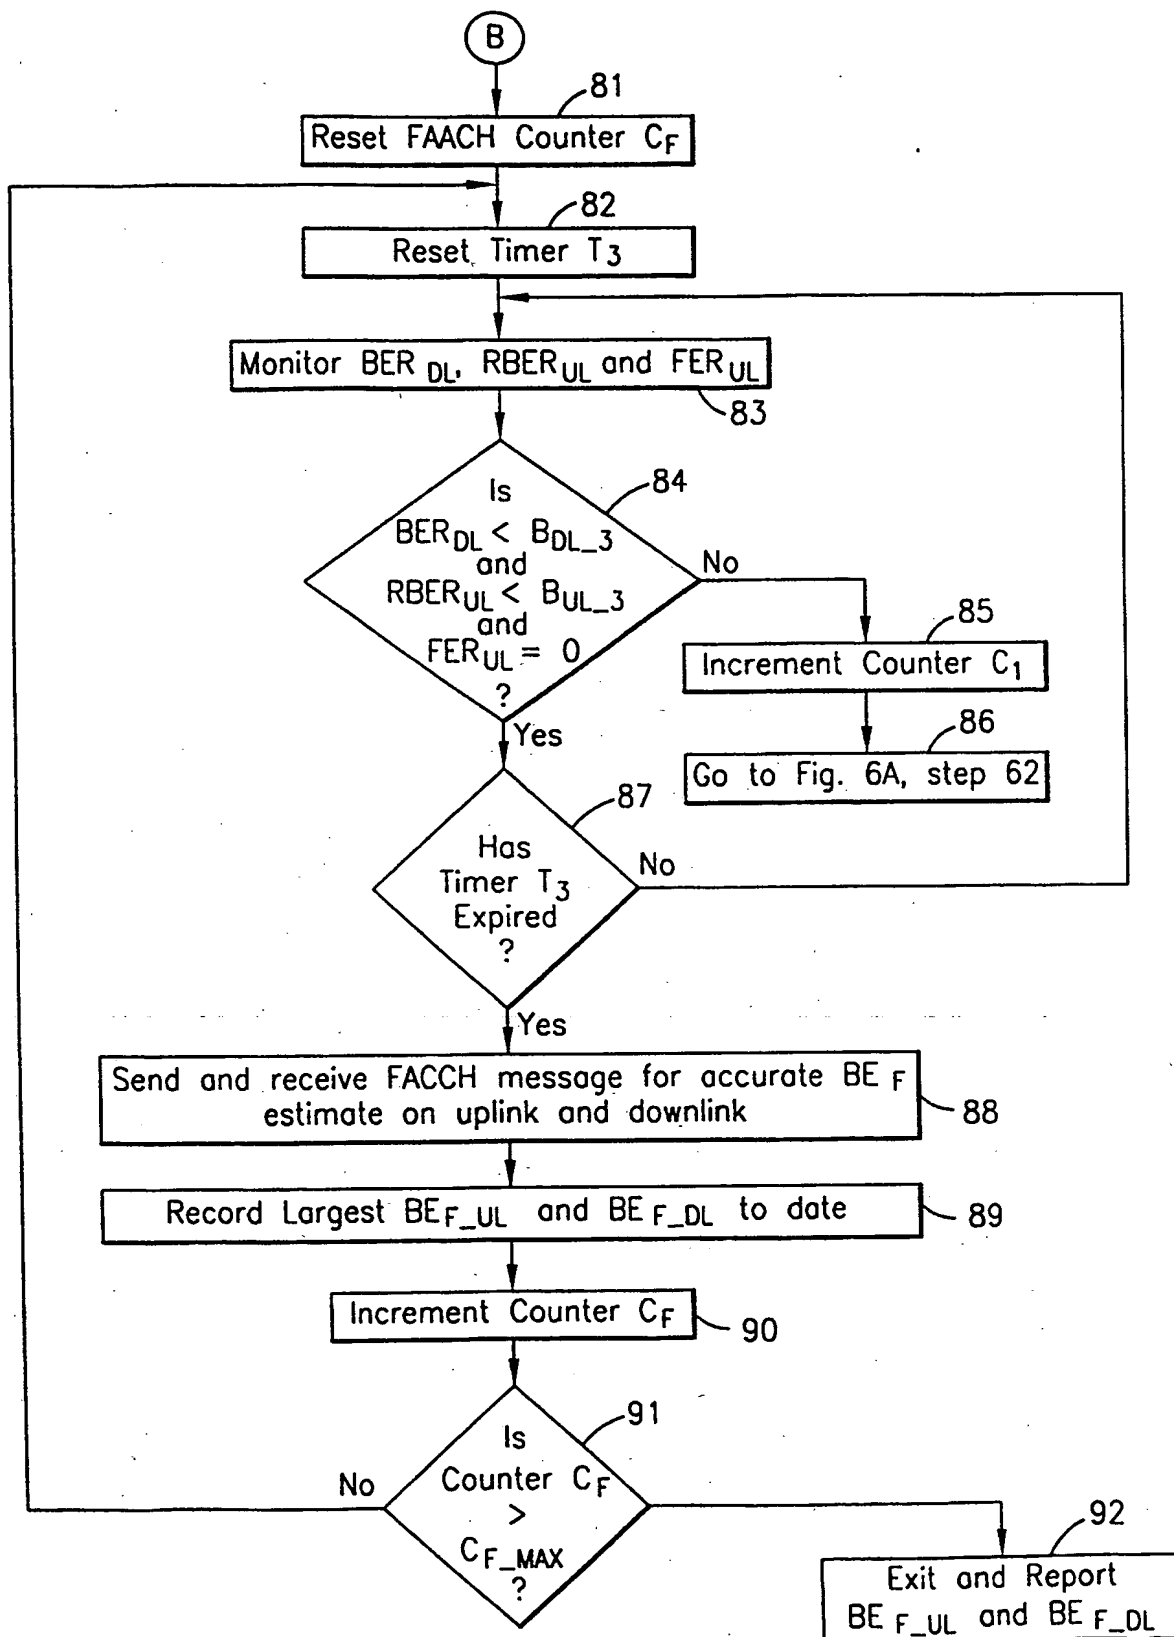 B
81
Reset FAACH Counter C_F
82
Reset Timer T_3
Monitor BER_DL, RBER_UL and FER_UL
83
84
Is
BER_DL < B_DL_3
and
RBER_UL < B_UL_3
and
FER_UL = 0
?
No
85
Increment Counter C_1
86
Go to Fig. 6A, step 62
Yes
87
Has
Timer T_3
Expired
?
No
Yes
Send and receive FACCH message for accurate BE_F
estimate on uplink and downlink
88
Record Largest BE_F_UL and BE_F_DL to date
89
Increment Counter C_F
90
91
Is
Counter C_F
>
C_F_MAX
?
No
92
Exit and Report
BE_F_UL and BE_F_DL